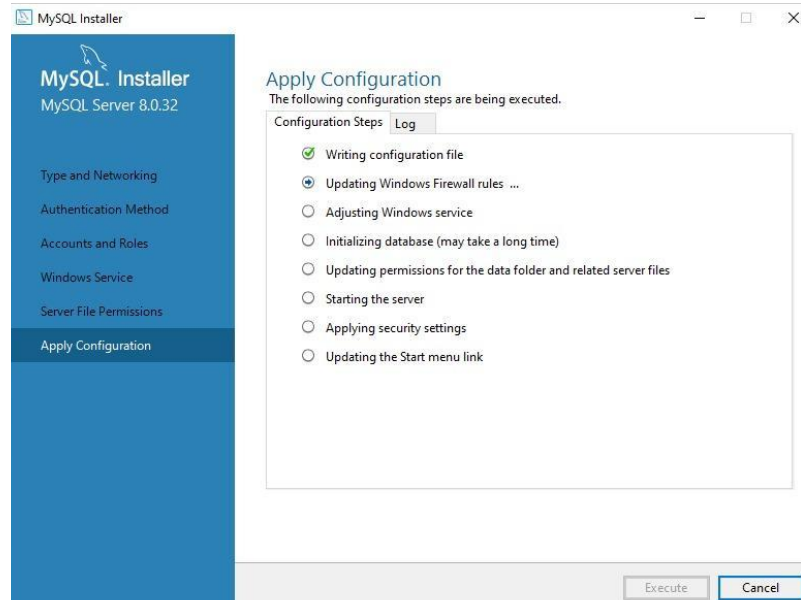 MySQL Installer
MySQL. Installer
MySQL Server 8.0.32
Type and Networking
Authentication Method
Accounts and Roles
Windows Service
Server File Permissions
Apply Configuration
Apply Configuration
The following configuration steps are being executed.
Configuration Steps Log
Writing configuration file
Updating Windows Firewall rules ...
Adjusting Windows service
Initializing database (may take a long time)
Updating permissions for the data folder and related server files
Starting the server
Applying security settings
Updating the Start menu link
Execute Cancel